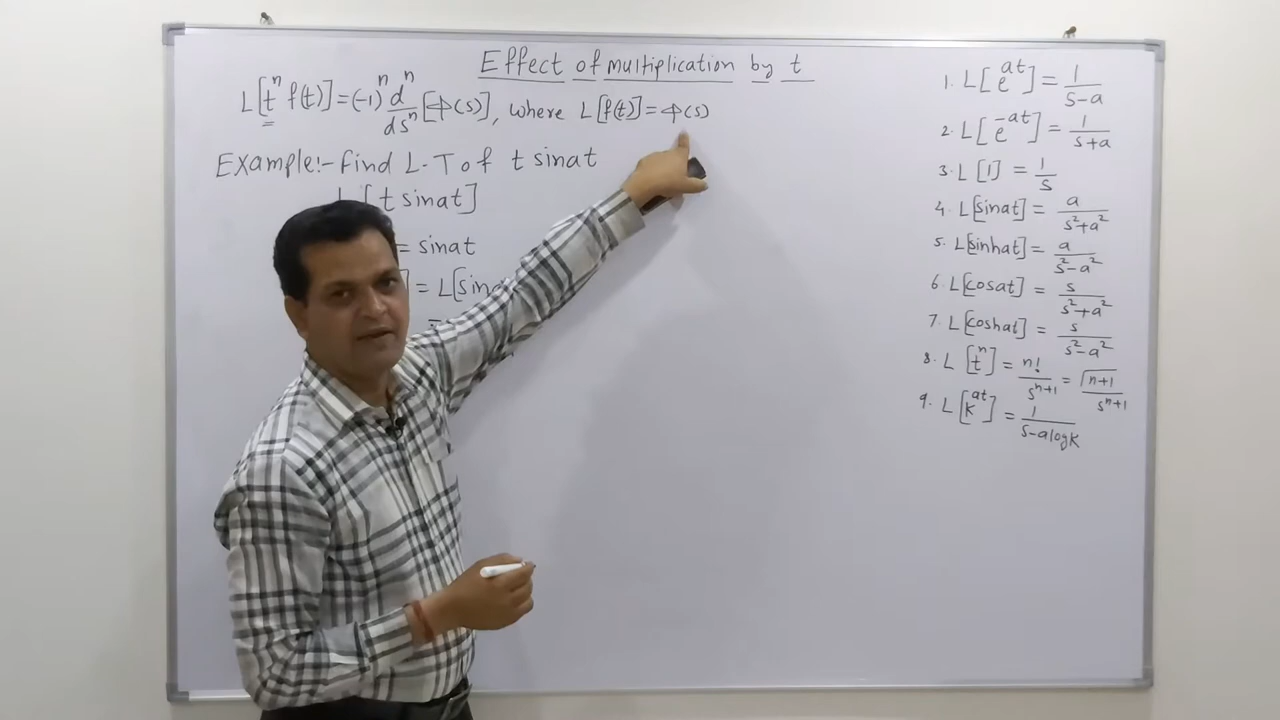 Effect of multiplication by t
L[tⁿ f(t)] = (-1)ⁿ dⁿ/dsⁿ [ϕ(s)], where L[f(t)] = ϕ(s)
Example:- Find L.T of t sinat
L[t sinat]
= sinat
] = L[sin
=
1. L[e^at] = 1/(s-a)
2. L[e^-at] = 1/(s+a)
3. L[1] = 1/s
4. L[sinat] = a/(s²+a²)
5. L[sinhat] = a/(s²-a²)
6. L[cosat] = s/(s²+a²)
7. L[coshat] = s/(s²-a²)
8. L[tⁿ] = n!/s^(n+1) = Γ(n+1)/s^(n+1)
9. L[k^at] = 1/(s-alogk)